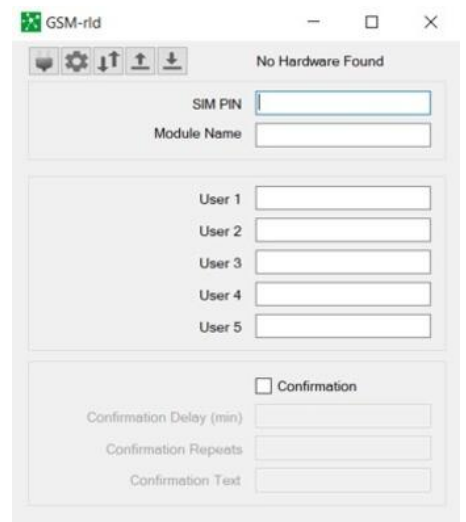 GSM-rld
No Hardware Found
SIM PIN
Module Name
User 1
User 2
User 3
User 4
User 5
Confirmation
Confirmation Delay (min)
Confirmation Repeats
Confirmation Text